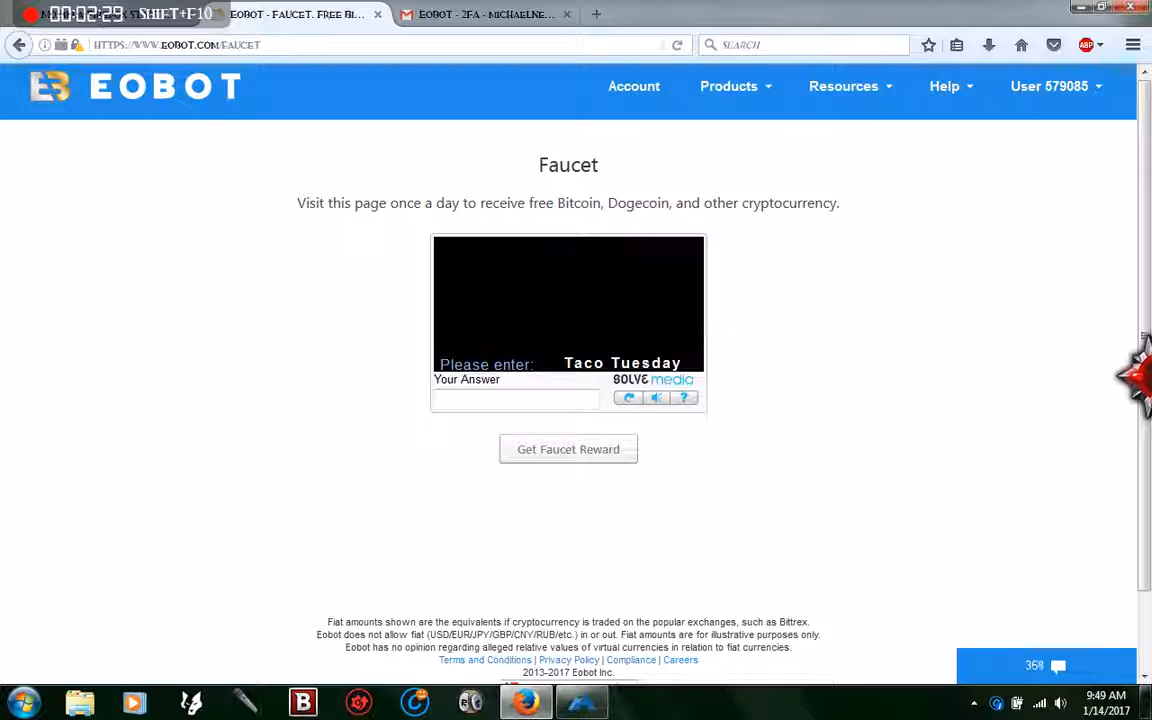 00:02:29 SHIFT+F10
EOBOT - FAUCET. FREE BI...
EOBOT - 2FA - MICHAELNE...
HTTPS://WWW.EOBOT.COM/FAUCET
SEARCH
ABP
EB EOBOT
Account Products Resources Help User 579085
Faucet
Visit this page once a day to receive free Bitcoin, Dogecoin, and other cryptocurrency.
Please enter: Taco Tuesday
Your Answer
SOLVE media
Get Faucet Reward
Fiat amounts shown are the equivalents if cryptocurrency is traded on the popular exchanges, such as Bittrex.
Eobot does not allow fiat (USD/EUR/JPY/GBP/CNY/RUB/etc.) in or out. Fiat amounts are for illustrative purposes only.
Eobot has no opinion regarding alleged relative values of virtual currencies in relation to fiat currencies.
Terms and Conditions | Privacy Policy | Compliance | Careers
2013-2017 Eobot Inc.
9:49 AM
1/14/2017